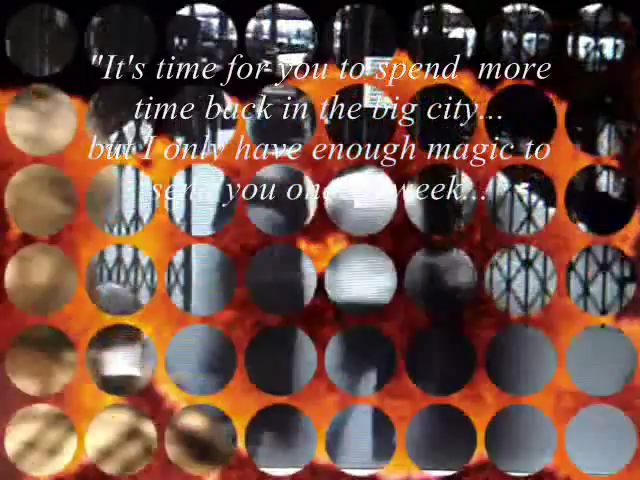 "It's time for you to spend more
time back in the big city...
but I only have enough magic to
send you once a week...